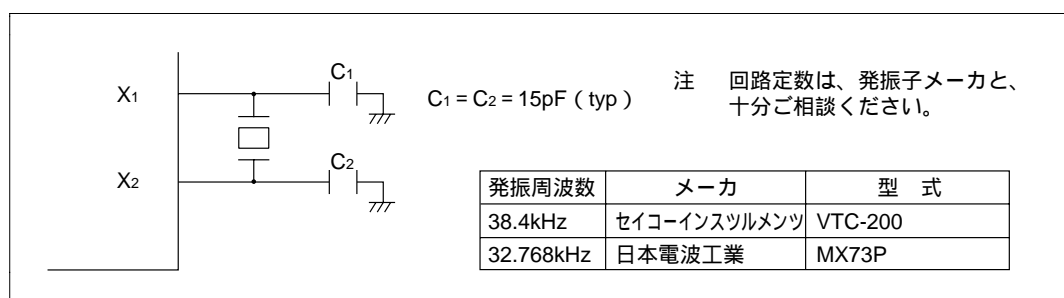 X1
C1
C1 = C2 = 15pF ( typ )
注 回路定数は、発振子メーカと、
十分ご相談ください。
X2
C2
発振周波数 メーカ 型 式
38.4kHz セイコーインスツルメンツ VTC-200
32.768kHz 日本電波工業 MX73P